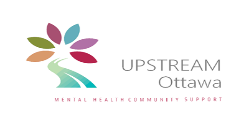 UPSTREAM
Ottawa
MENTAL HEALTH COMMUNITY SUPPORT